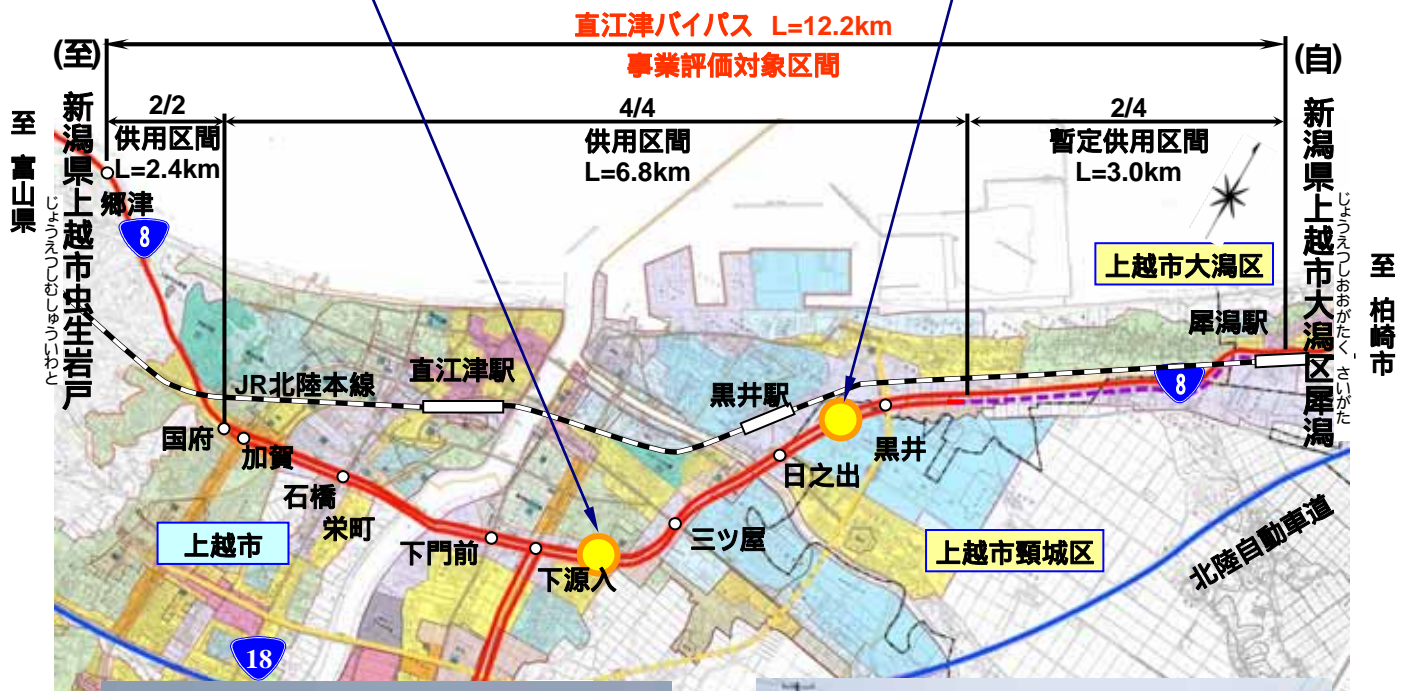 直江津バイパス L=12.2km
事業評価対象区間
(至)
新潟県上越市虫生岩戸
じょうえつしむしゅういわと
至 富山県
(自)
新潟県上越市大潟区犀潟
じょうえつしおおがたく さいがた
至 柏崎市
2/2
供用区間
L=2.4km
4/4
供用区間
L=6.8km
2/4
暫定供用区間
L=3.0km
郷津
8
上越市大潟区
犀潟駅
8
JR北陸本線
直江津駅
黒井駅
国府
加賀
石橋
栄町
下門前
下源入
三ツ屋
日之出
黒井
上越市
上越市頸城区
北陸自動車道
18